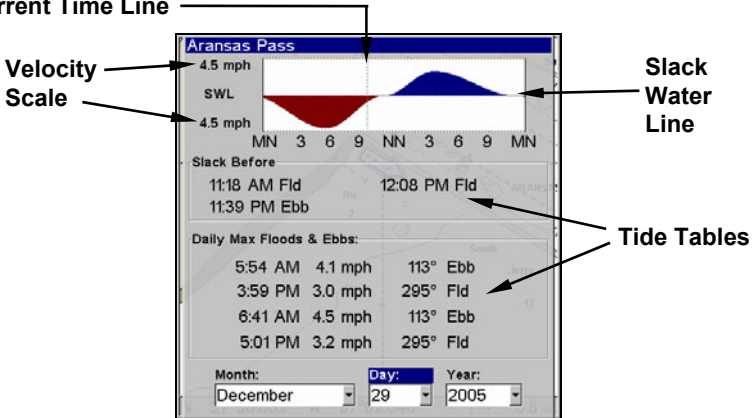 rrent Time Line
Aransas Pass
Velocity Scale
4.5 mph
SWL
4.5 mph
Slack Water Line
MN 3 6 9 NN 3 6 9 MN
Slack Before
11:18 AM Fld 12:08 PM Fld
11:39 PM Ebb
Tide Tables
Daily Max Floods & Ebbs:
5:54 AM 4.1 mph 113° Ebb
3:59 PM 3.0 mph 295° Fld
6:41 AM 4.5 mph 113° Ebb
5:01 PM 3.2 mph 295° Fld
Month: Day: Year:
December 29 2005